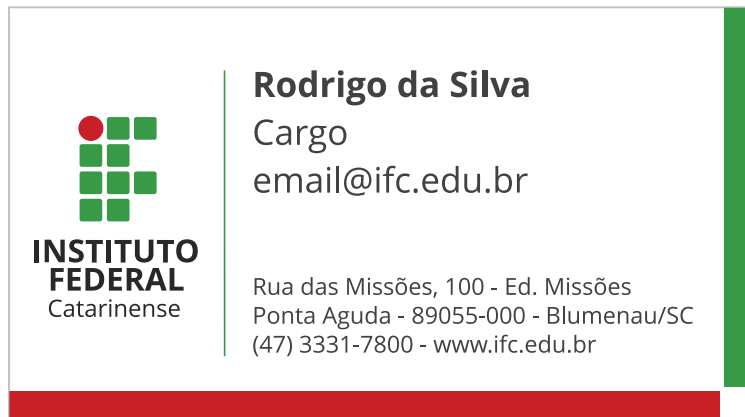 INSTITUTO
FEDERAL
Catarinense
Rodrigo da Silva
Cargo
email@ifc.edu.br
Rua das Missões, 100 - Ed. Missões
Ponta Aguda - 89055-000 - Blumenau/SC
(47) 3331-7800 - www.ifc.edu.br